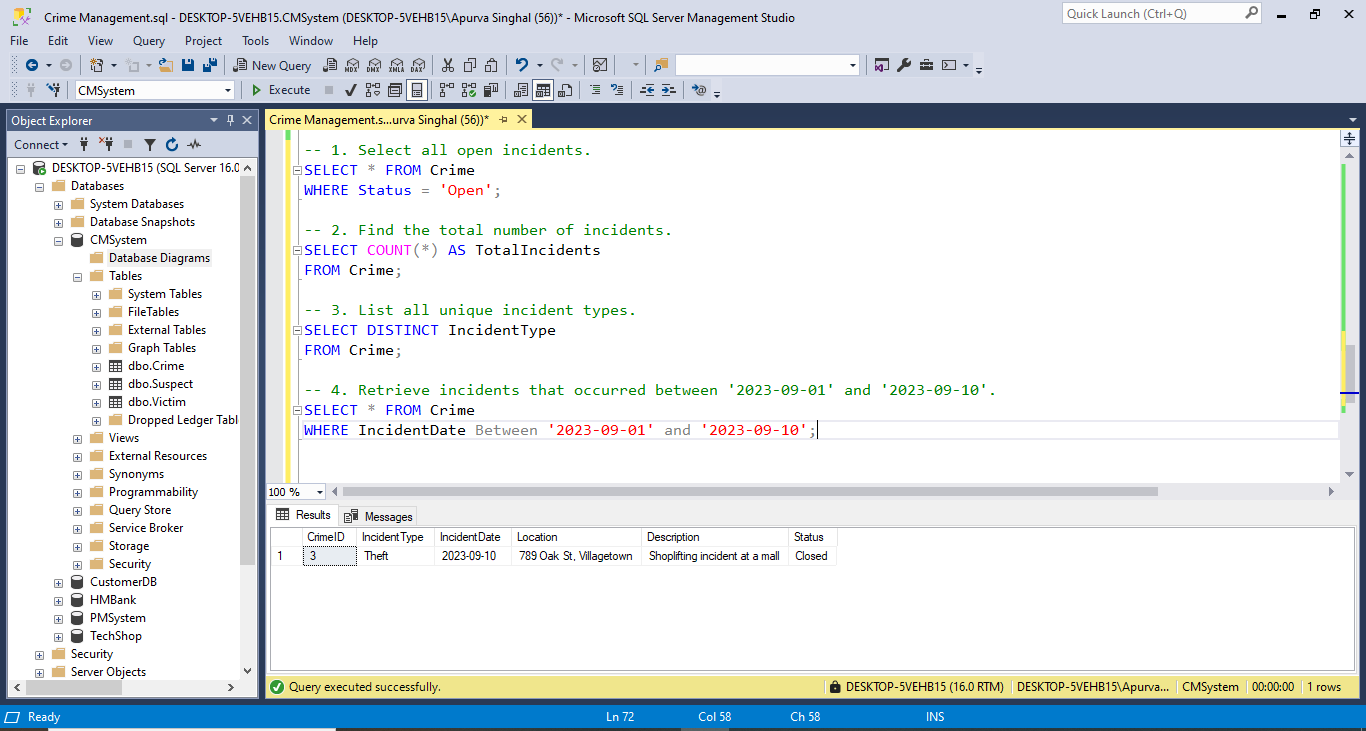 Crime Management.sql - DESKTOP-5VEHB15.CMSystem (DESKTOP-5VEHB15\Apurva Singhal (56))* - Microsoft SQL Server Management Studio
Quick Launch (Ctrl+Q)
File Edit View Query Project Tools Window Help
New Query MDX DMX XMLA DAX
CMSystem Execute
Object Explorer
Connect
DESKTOP-5VEHB15 (SQL Server 16.0
Databases
System Databases
Database Snapshots
CMSystem
Database Diagrams
Tables
System Tables
FileTables
External Tables
Graph Tables
dbo.Crime
dbo.Suspect
dbo.Victim
Dropped Ledger Tabl
Views
External Resources
Synonyms
Programmability
Query Store
Service Broker
Storage
Security
CustomerDB
HMBank
PMSystem
TechShop
Security
Server Objects
Crime Management.s...urva Singhal (56))*
-- 1. Select all open incidents.
SELECT * FROM Crime
WHERE Status = 'Open';
-- 2. Find the total number of incidents.
SELECT COUNT(*) AS TotalIncidents
FROM Crime;
-- 3. List all unique incident types.
SELECT DISTINCT IncidentType
FROM Crime;
-- 4. Retrieve incidents that occurred between '2023-09-01' and '2023-09-10'.
SELECT * FROM Crime
WHERE IncidentDate Between '2023-09-01' and '2023-09-10';
100 %
Results Messages
CrimeID IncidentType IncidentDate Location Description Status
1 3 Theft 2023-09-10 789 Oak St, Villagetown Shoplifting incident at a mall Closed
Query executed successfully. DESKTOP-5VEHB15 (16.0 RTM) DESKTOP-5VEHB15\Apurva... CMSystem 00:00:00 1 rows
Ready Ln 72 Col 58 Ch 58 INS